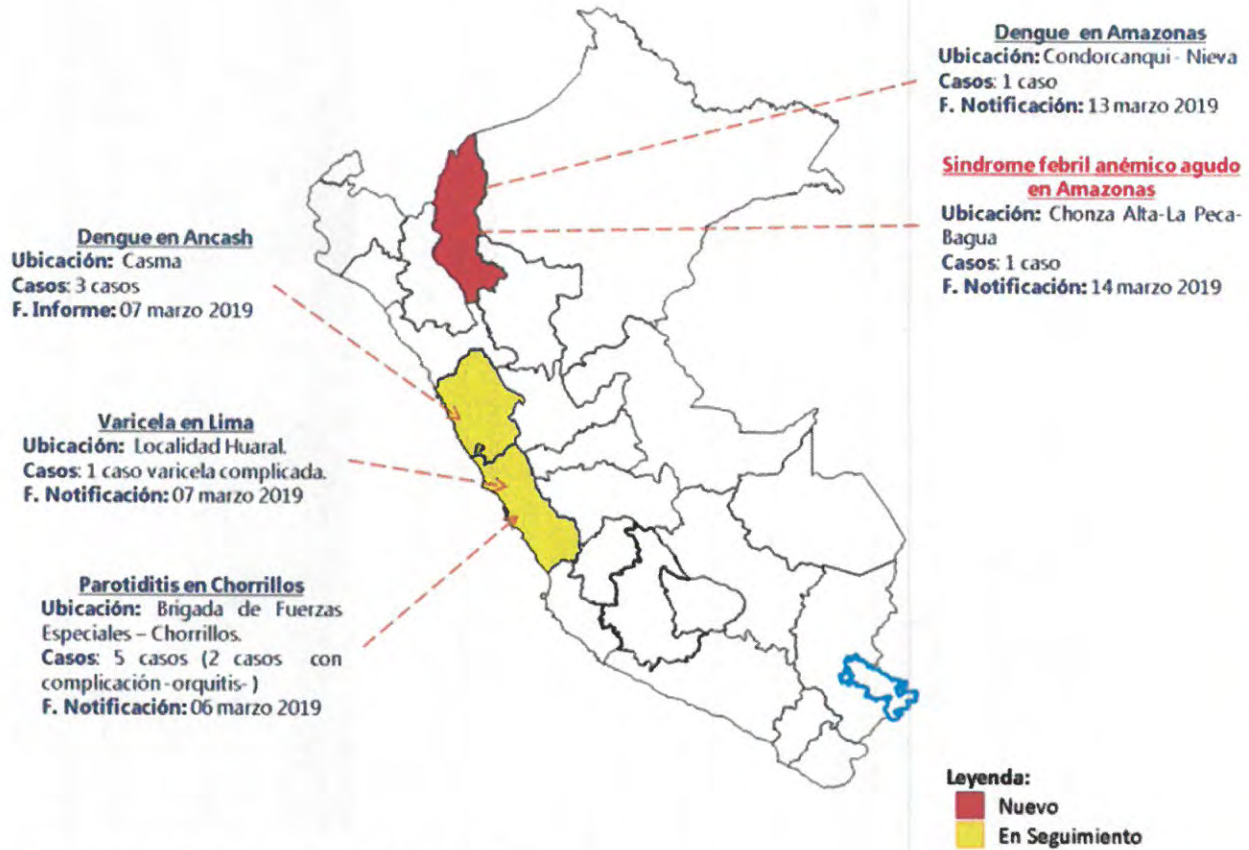 Dengue en Amazonas
Ubicación: Condorcanqui - Nieva
Casos: 1 caso
F. Notificación: 13 marzo 2019
Sindrome febril anémico agudo
en Amazonas
Ubicación: Chonza Alta-La Peca-
Bagua
Casos: 1 caso
F. Notificación: 14 marzo 2019
Dengue en Ancash
Ubicación: Casma
Casos: 3 casos
F. Informe: 07 marzo 2019
Varicela en Lima
Ubicación: Localidad Huaral.
Casos: 1 caso varicela complicada.
F. Notificación: 07 marzo 2019
Parotiditis en Chorrillos
Ubicación: Brigada de Fuerzas
Especiales – Chorrillos.
Casos: 5 casos (2 casos con
complicación -orquitis- )
F. Notificación: 06 marzo 2019
Leyenda:
Nuevo
En Seguimiento